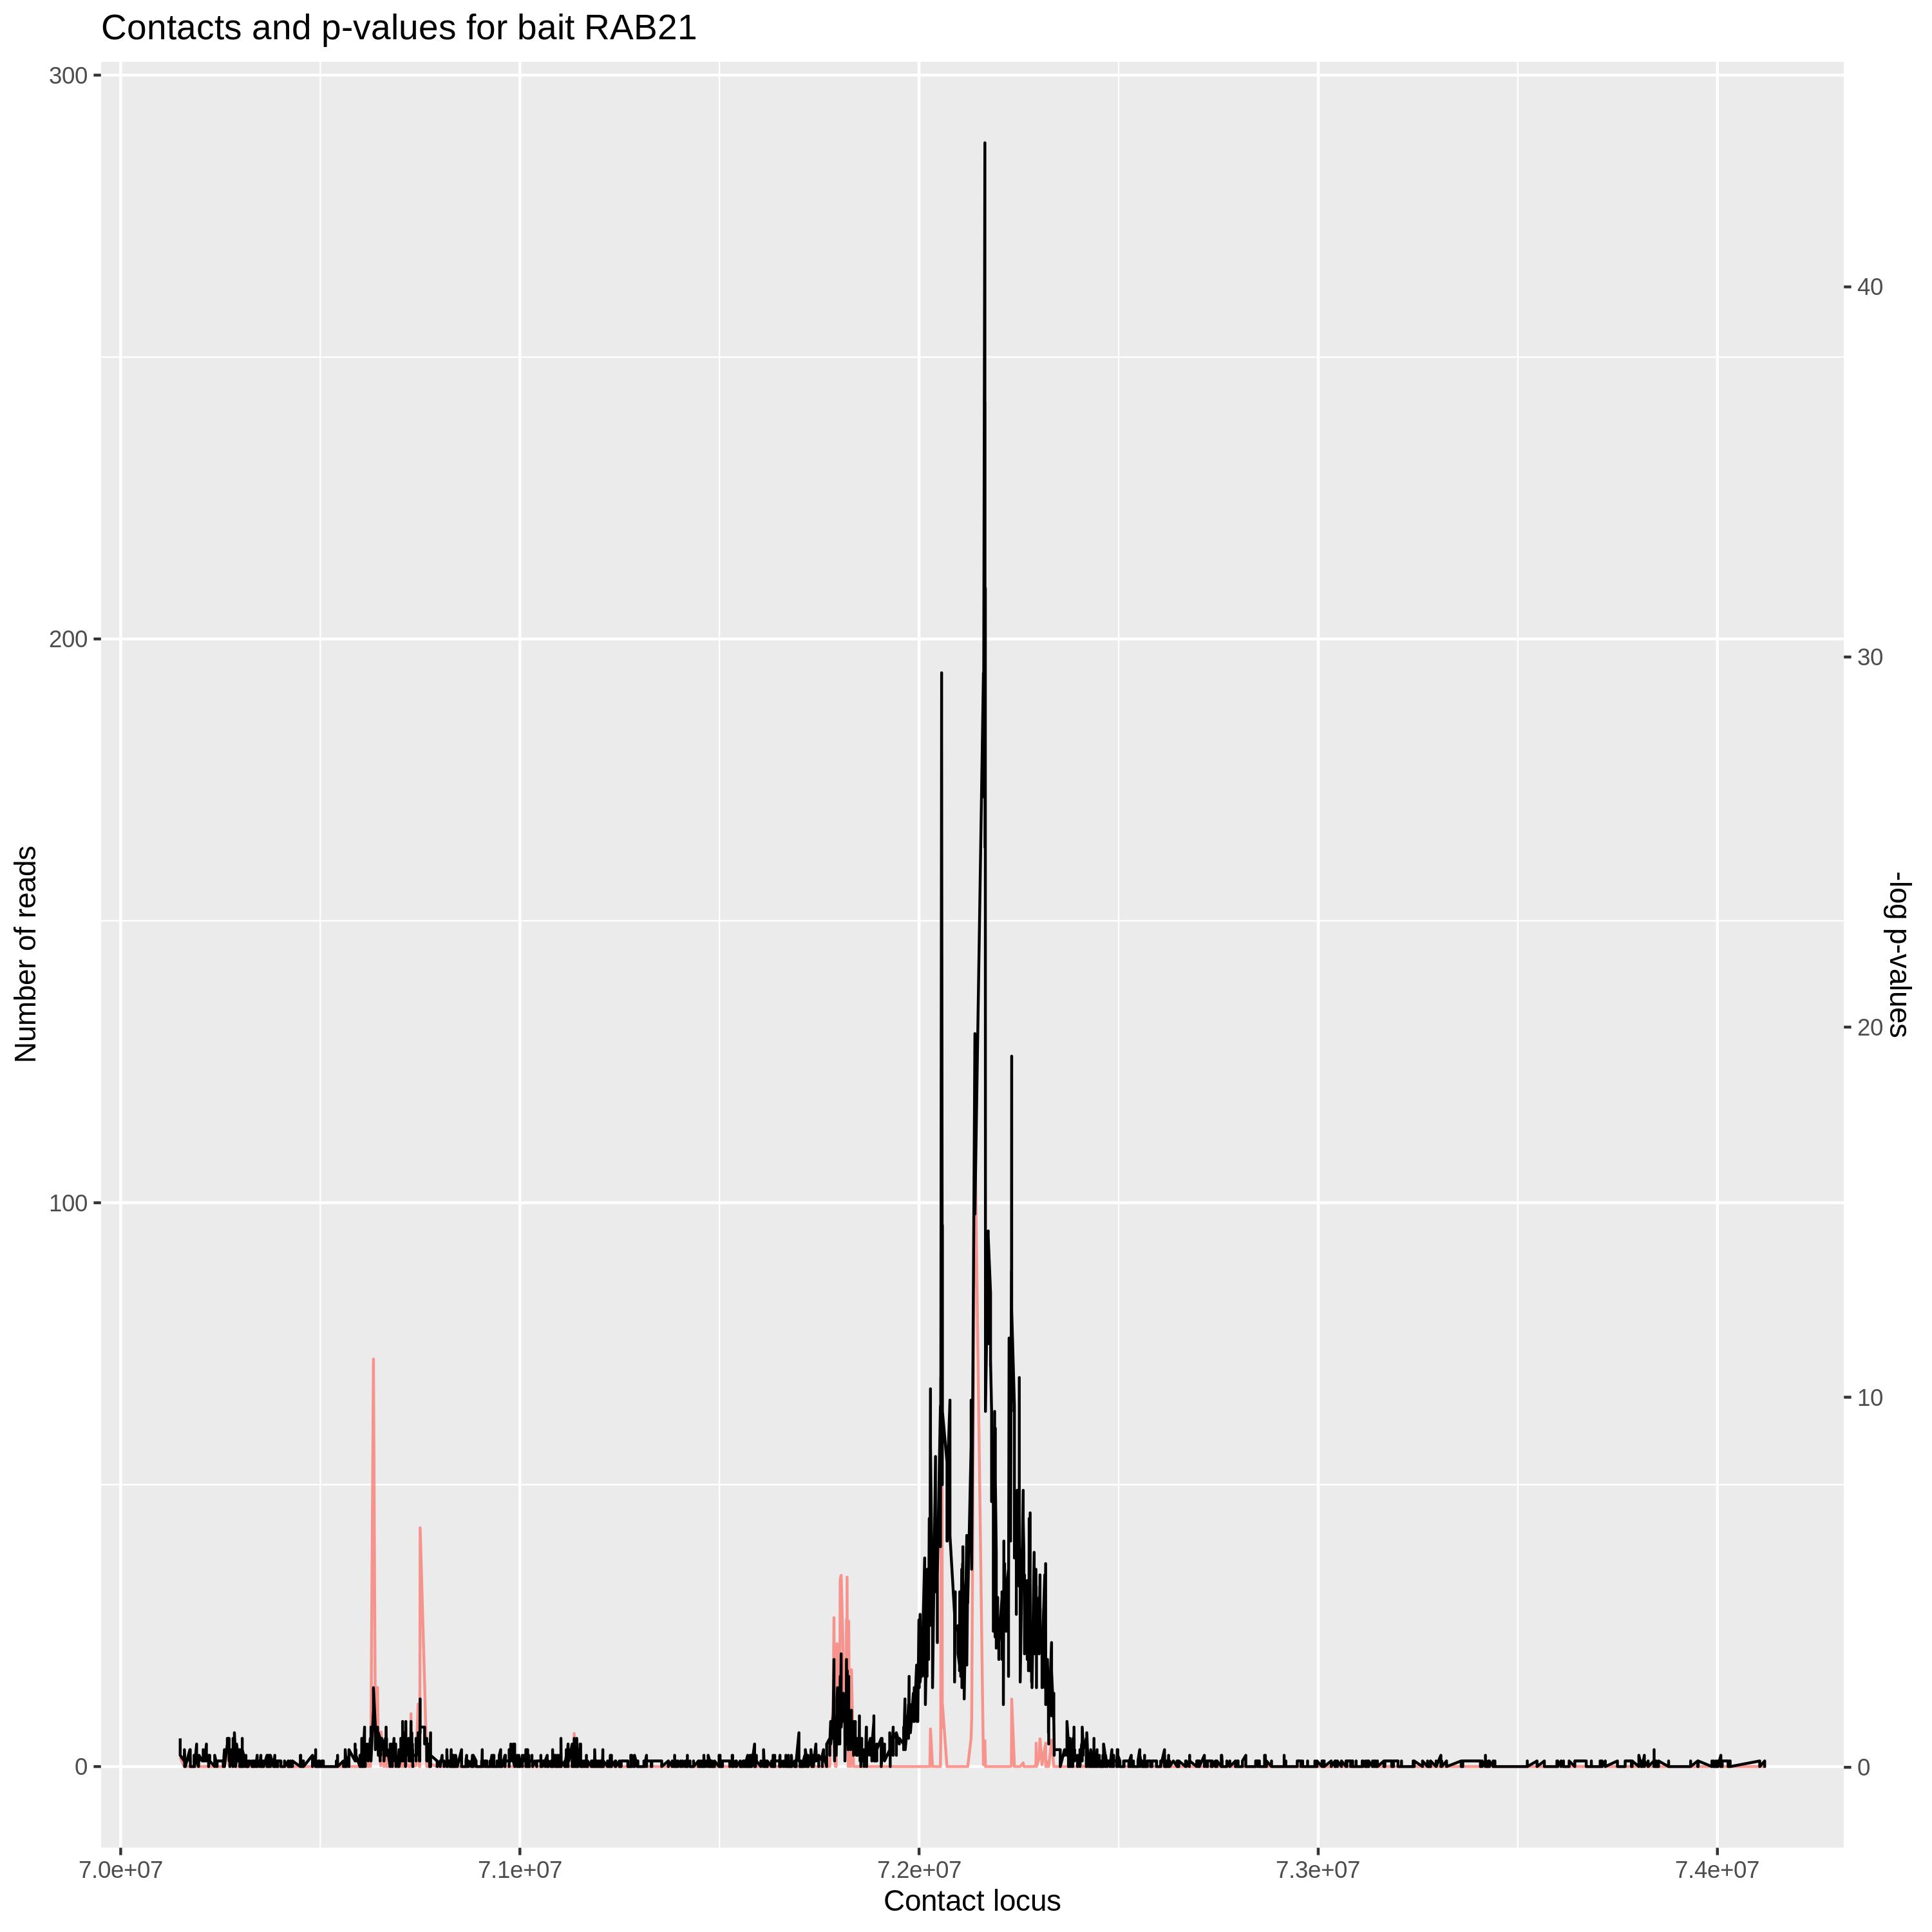 Contacts and p-values for bait RAB21
300
200
100
0
Number of reads
40
30
20
10
0
-log p-values
7.0e+07
7.1e+07
7.2e+07
7.3e+07
7.4e+07
Contact locus